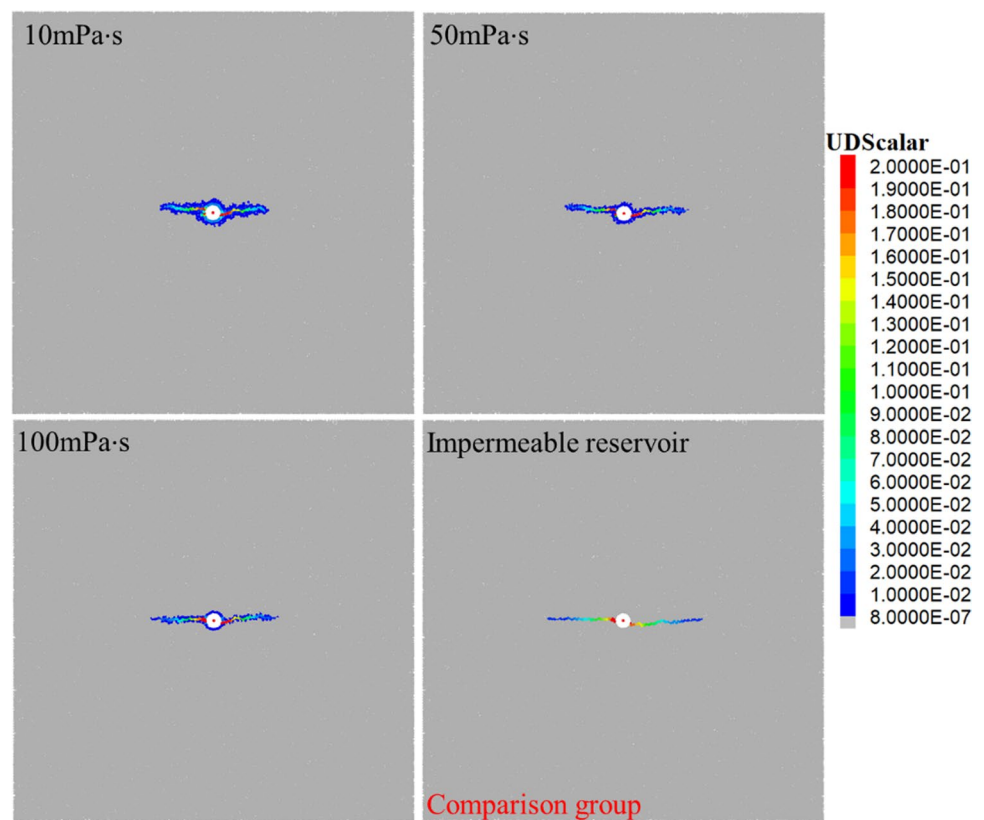 10mPa·s
50mPa·s
100mPa·s
Impermeable reservoir
Comparison group
UDScalar
2.0000E-01
1.9000E-01
1.8000E-01
1.7000E-01
1.6000E-01
1.5000E-01
1.4000E-01
1.3000E-01
1.2000E-01
1.1000E-01
1.0000E-01
9.0000E-02
8.0000E-02
7.0000E-02
6.0000E-02
5.0000E-02
4.0000E-02
3.0000E-02
2.0000E-02
1.0000E-02
8.0000E-07